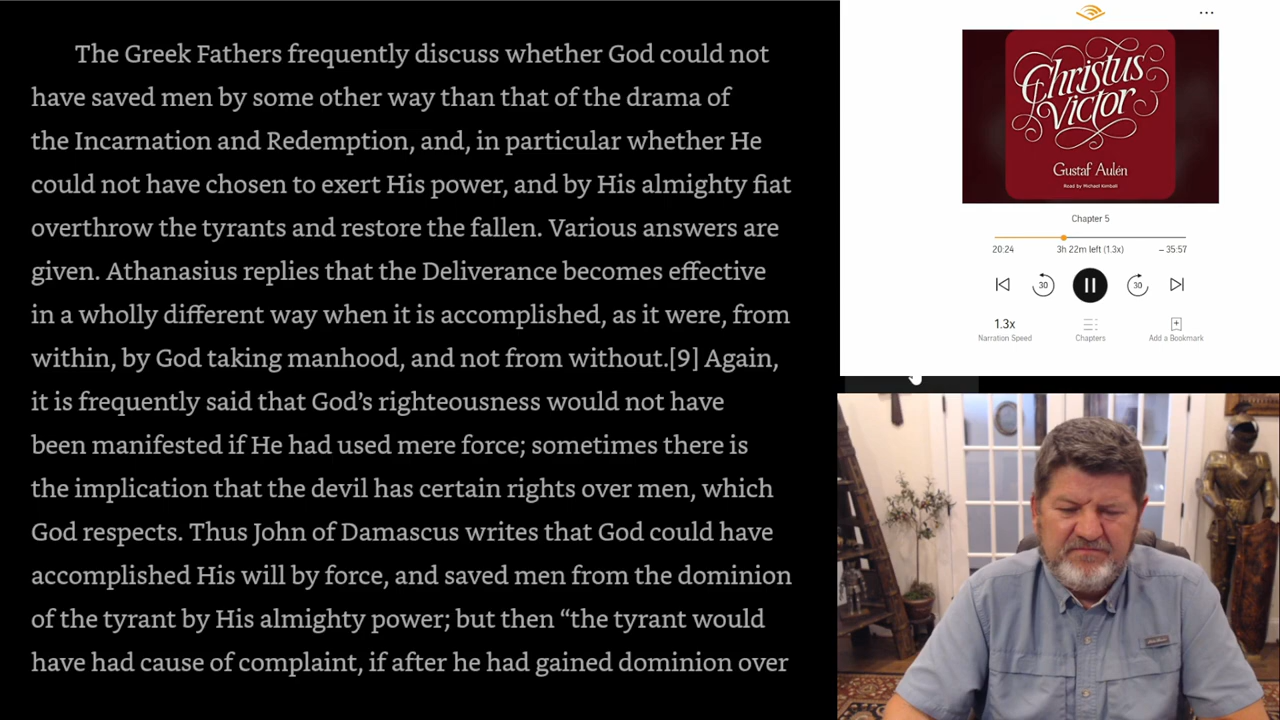 The Greek Fathers frequently discuss whether God could not
have saved men by some other way than that of the drama of
the Incarnation and Redemption, and, in particular whether He
could not have chosen to exert His power, and by His almighty fiat
overthrow the tyrants and restore the fallen. Various answers are
given. Athanasius replies that the Deliverance becomes effective
in a wholly different way when it is accomplished, as it were, from
within, by God taking manhood, and not from without.[9] Again,
it is frequently said that God’s righteousness would not have
been manifested if He had used mere force; sometimes there is
the implication that the devil has certain rights over men, which
God respects. Thus John of Damascus writes that God could have
accomplished His will by force, and saved men from the dominion
of the tyrant by His almighty power; but then “the tyrant would
have had cause of complaint, if after he had gained dominion over
Christus
Victor
Gustaf Aulén
Read by Michael Kimball
Chapter 5
20:24 3h 22m left (1.3x) – 35:57
30 30
1.3x
Narration Speed Chapters Add a Bookmark